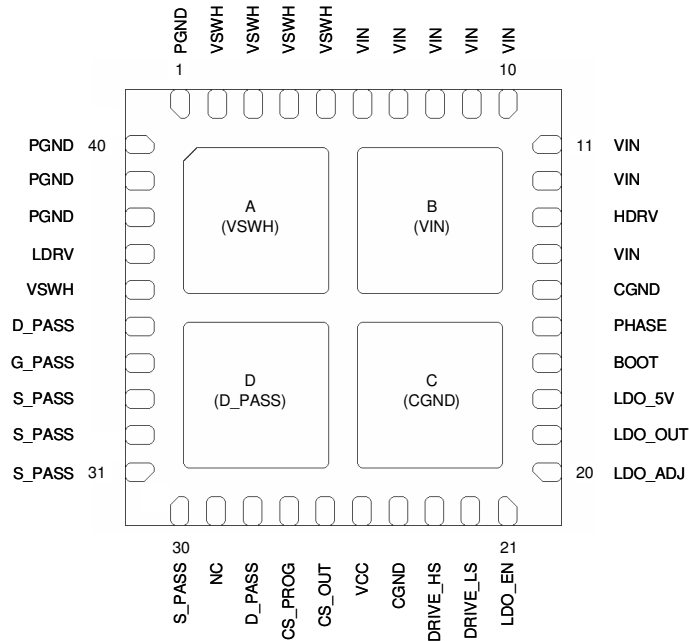 PGND
VSWH
VSWH
VSWH
VSWH
VIN
VIN
VIN
VIN
VIN
1
10
PGND 40
PGND
PGND
LDRV
VSWH
D_PASS
G_PASS
S_PASS
S_PASS
S_PASS 31
A
(VSWH)
B
(VIN)
D
(D_PASS)
C
(CGND)
11 VIN
VIN
HDRV
VIN
CGND
PHASE
BOOT
LDO_5V
LDO_OUT
20 LDO_ADJ
30
21
S_PASS
NC
D_PASS
CS_PROG
CS_OUT
VCC
CGND
DRIVE_HS
DRIVE_LS
LDO_EN